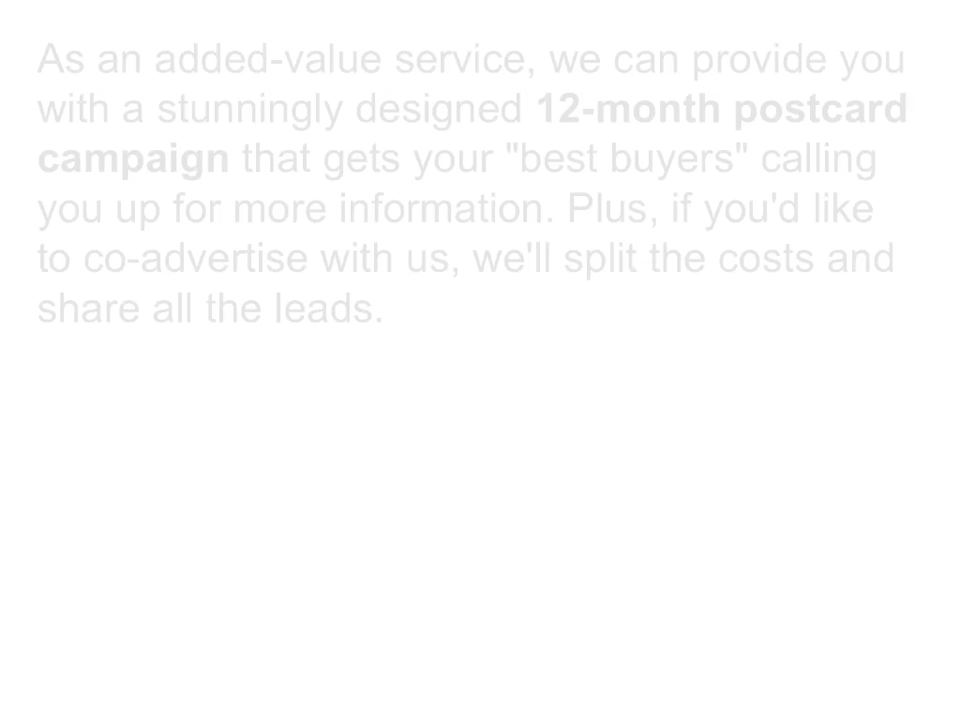 As an added-value service, we can provide you
with a stunningly designed 12-month postcard
campaign that gets your "best buyers" calling
you up for more information. Plus, if you'd like
to co-advertise with us, we'll split the costs and
share all the leads.